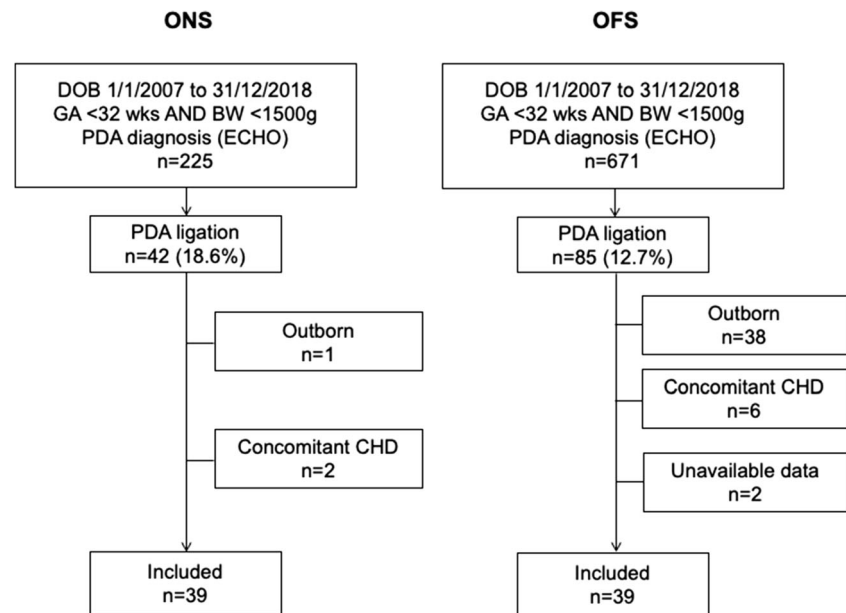 ONS
DOB 1/1/2007 to 31/12/2018
GA <32 wks AND BW <1500g
PDA diagnosis (ECHO)
n=225
PDA ligation
n=42 (18.6%)
Outborn
n=1
Concomitant CHD
n=2
Included
n=39
OFS
DOB 1/1/2007 to 31/12/2018
GA <32 wks AND BW <1500g
PDA diagnosis (ECHO)
n=671
PDA ligation
n=85 (12.7%)
Outborn
n=38
Concomitant CHD
n=6
Unavailable data
n=2
Included
n=39